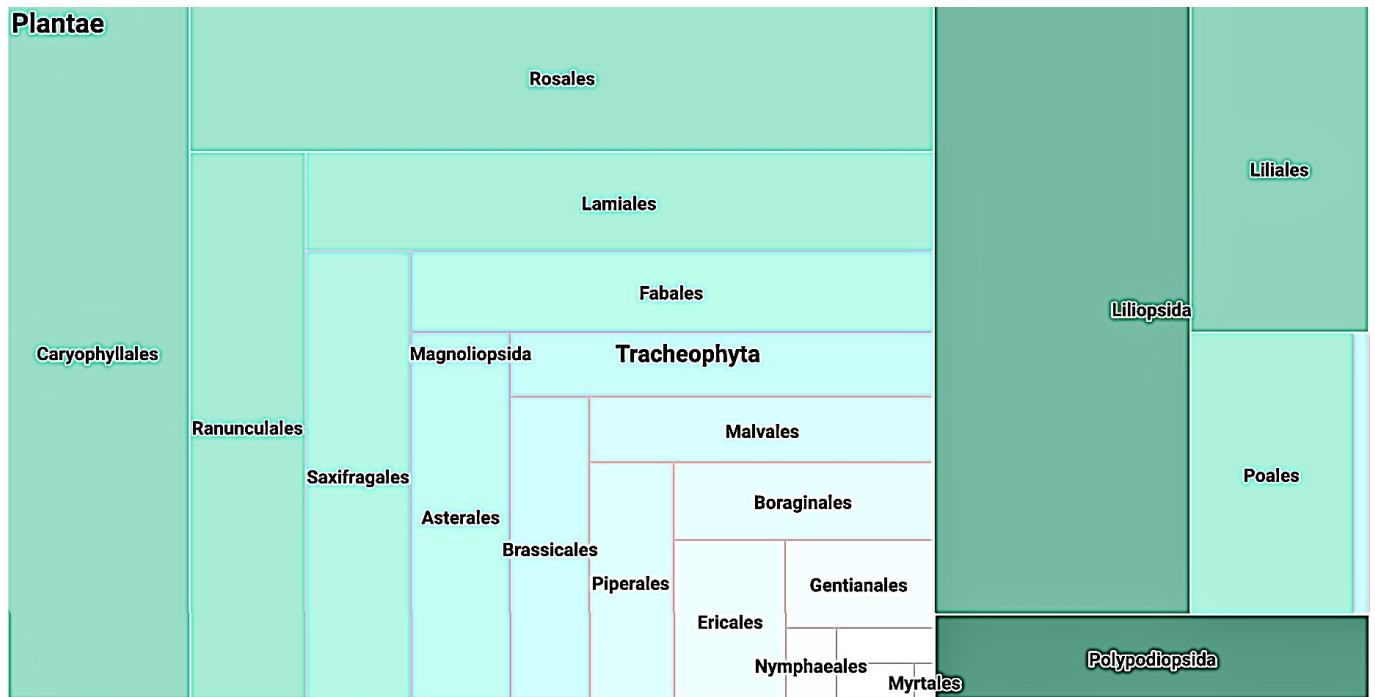 Plantae
Rosales
Liliales
Lamiales
Fabales
Liliopsida
Caryophyllales
Magnoliopsida
Tracheophyta
Ranunculales
Malvales
Saxifragales
Poales
Boraginales
Asterales
Brassicales
Piperales
Gentianales
Ericales
Polypodiopsida
Nymphaeales
Myrtales